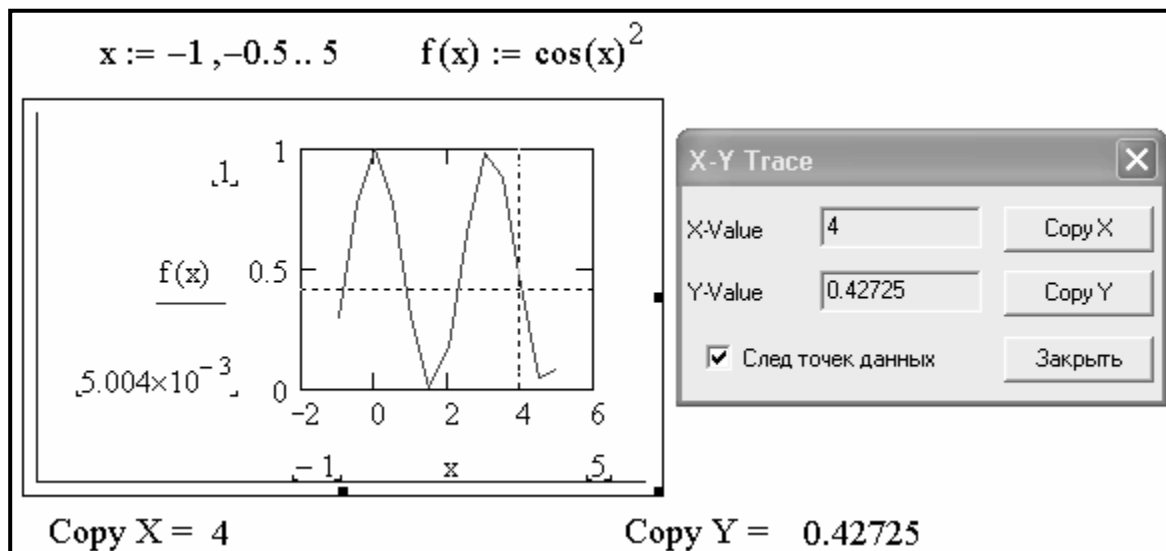 x := −1 ,−0.5 .. 5 f(x) := cos(x)²
1
1
f(x)
0.5
5.004×10⁻³
0
−2 0 2 4 6
−1 x 5
X-Y Trace
X-Value 4 Copy X
Y-Value 0.42725 Copy Y
След точек данных Закрыть
Copy X = 4 Copy Y = 0.42725